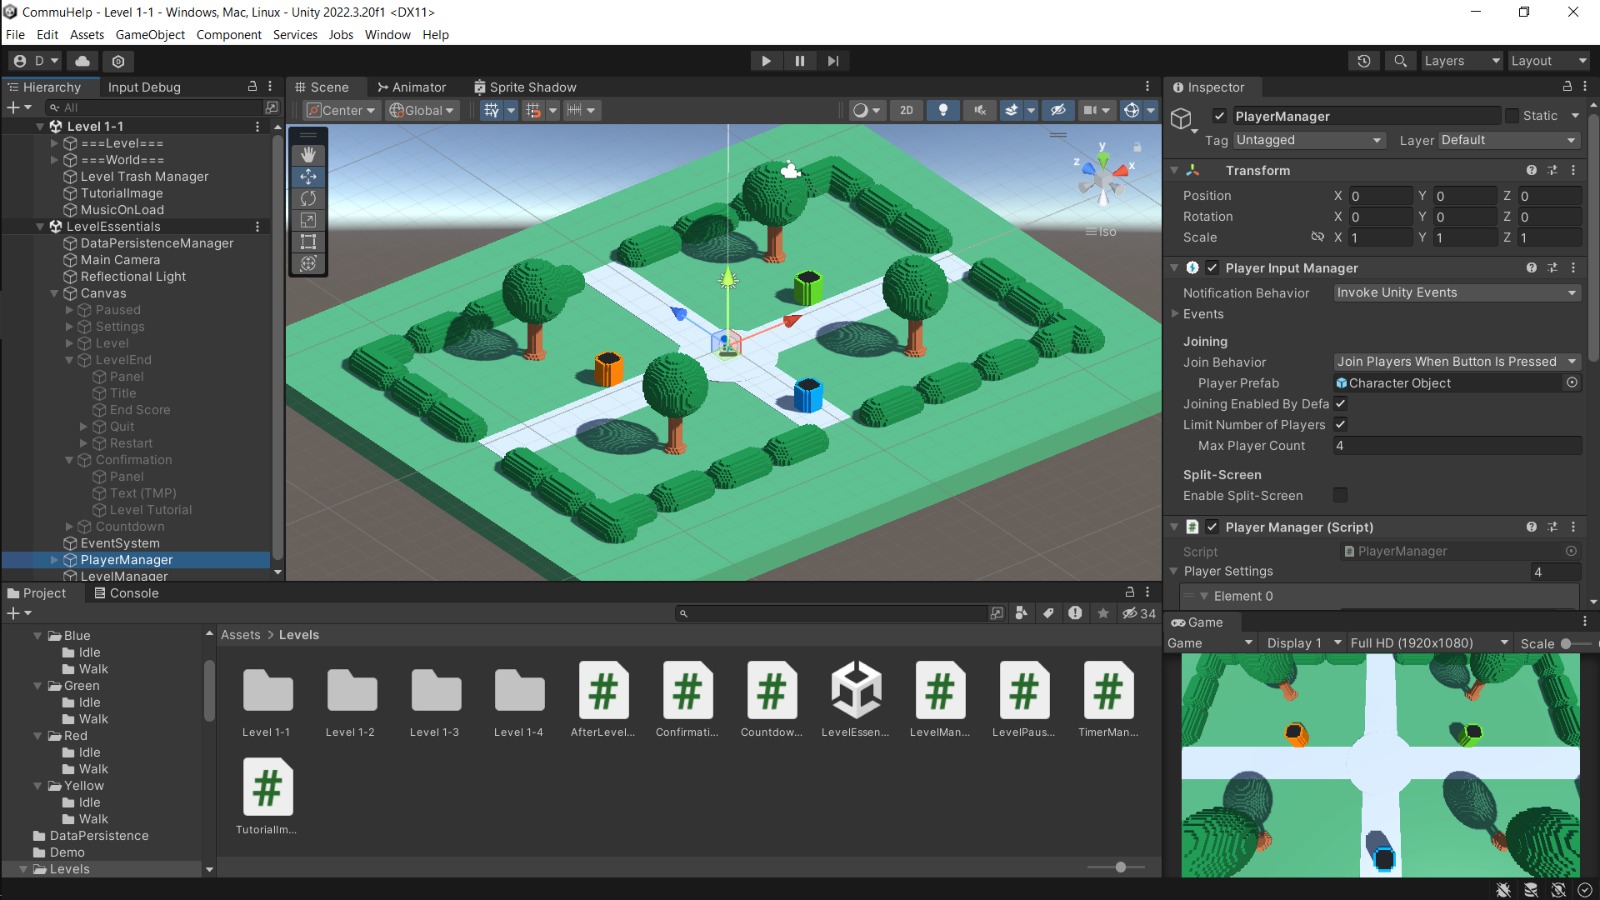 CommuHelp - Level 1-1 - Windows, Mac, Linux - Unity 2022.3.20f1 <DX11>
File Edit Assets GameObject Component Services Jobs Window Help
D Layers Layout
Hierarchy Input Debug
All
Level 1-1
===Level===
===World===
Level Trash Manager
TutorialImage
MusicOnLoad
LevelEssentials
DataPersistenceManager
Main Camera
Reflectional Light
Canvas
Paused
Settings
Level
LevelEnd
Panel
Title
End Score
Quit
Restart
Confirmation
Panel
Text (TMP)
Level Tutorial
Countdown
EventSystem
PlayerManager
LevelManager
Scene Animator Sprite Shadow
Center Global 2D
y
z x
Iso
Inspector
PlayerManager Static
Tag Untagged Layer Default
Transform
Position X 0 Y 0 Z 0
Rotation X 0 Y 0 Z 0
Scale X 1 Y 1 Z 1
Player Input Manager
Notification Behavior Invoke Unity Events
Events
Joining
Join Behavior Join Players When Button Is Pressed
Player Prefab Character Object
Joining Enabled By Defa
Limit Number of Players
Max Player Count 4
Split-Screen
Enable Split-Screen
# Player Manager (Script)
Script PlayerManager
Player Settings 4
Element 0
Game
Game Display 1 Full HD (1920x1080) Scale
Project Console
34
Blue
Idle
Walk
Green
Idle
Walk
Red
Idle
Walk
Yellow
Idle
Walk
DataPersistence
Demo
Levels
Assets > Levels
# # # # # #
Level 1-1 Level 1-2 Level 1-3 Level 1-4 AfterLevel... Confirmati... Countdow... LevelEssen... LevelMan... LevelPaus... TimerMan...
#
TutorialIm...